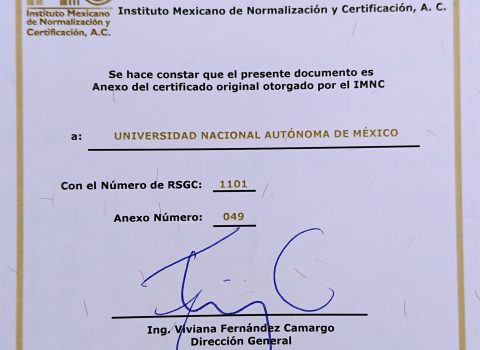 Instituto Mexicano
de Normalización y
Certificación, A.C.
Instituto Mexicano de Normalización y Certificación, A. C.
Se hace constar que el presente documento es
Anexo del certificado original otorgado por el IMNC
a: UNIVERSIDAD NACIONAL AUTÓNOMA DE MÉXICO
Con el Número de RSGC: 1101
Anexo Número: 049
Ing. Viviana Fernández Camargo
Dirección General